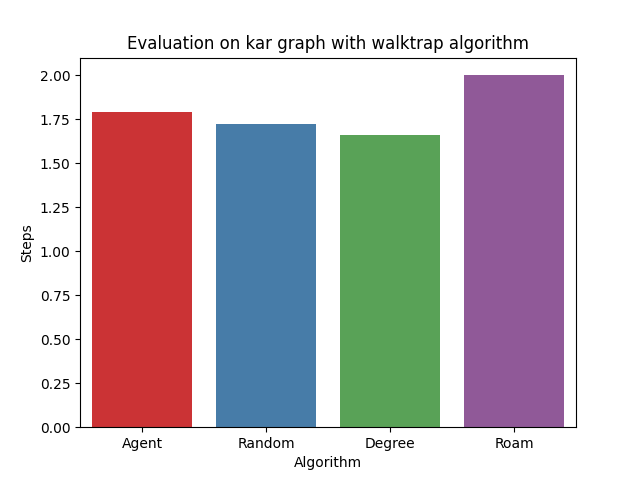 Evaluation on kar graph with walktrap algorithm
2.00
1.75
1.50
1.25
1.00
0.75
0.50
0.25
0.00
Steps
Agent Random Degree Roam
Algorithm